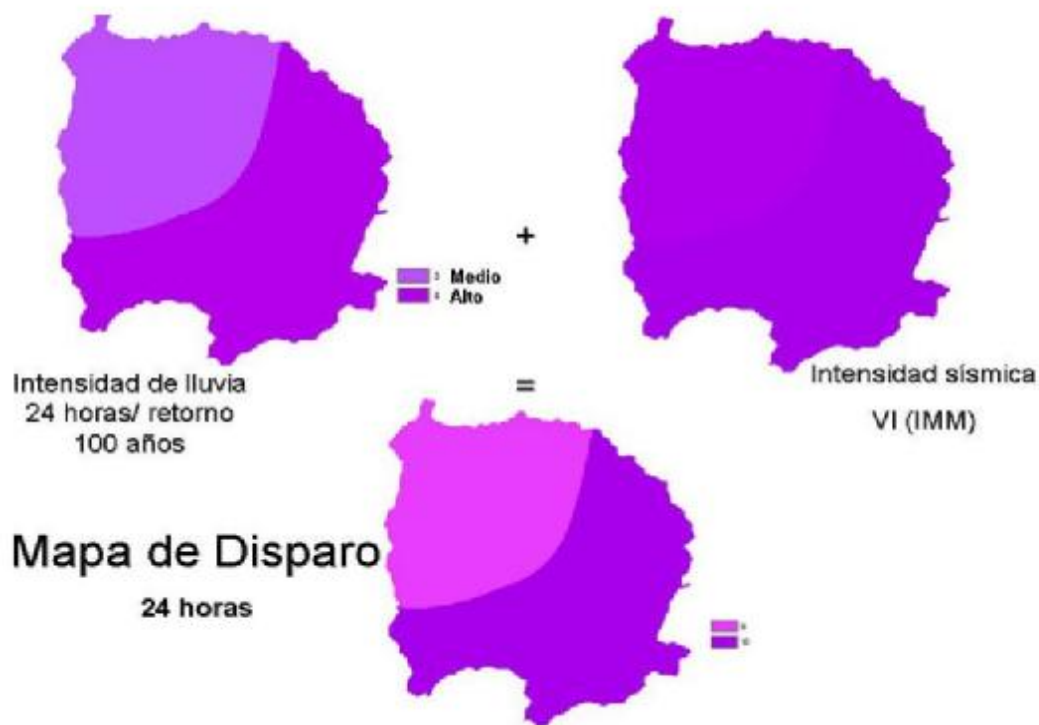 +
Medio
Alto
Intensidad de lluvia
24 horas/ retorno
100 años
=
Intensidad sísmica
VI (IMM)
Mapa de Disparo
24 horas